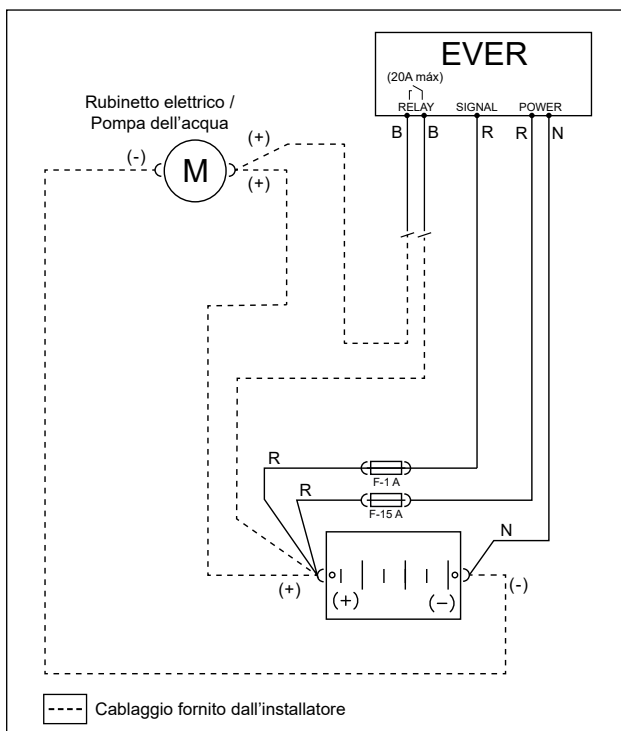 EVER
(20A máx)
RELAY SIGNAL POWER
B B R R N
Rubinetto elettrico /
Pompa dell'acqua
(-) M (+)
(+)
R
F-1 A
R
F-15 A
N
(+) (+) (−) (-)
Cablaggio fornito dall'installatore